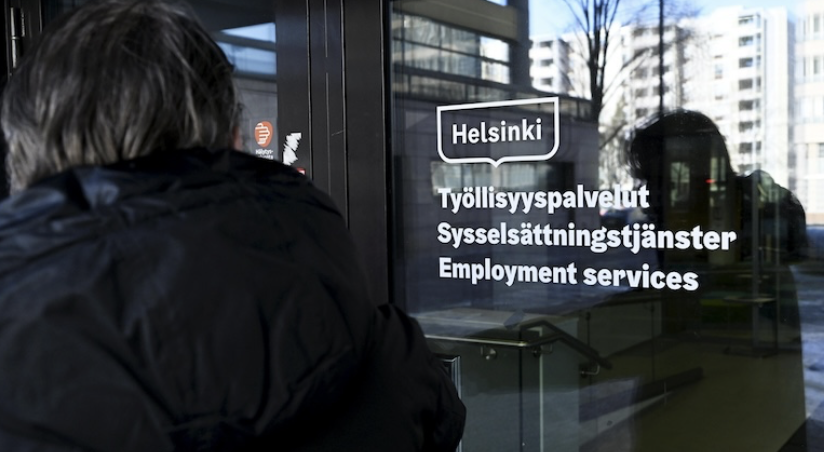 Helsinki
Työllisyyspalvelut
Sysselsättningstjänster
Employment services